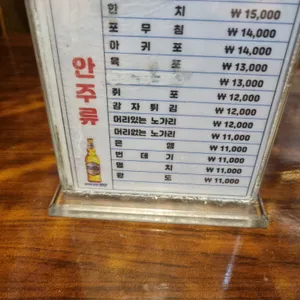 한 치 ₩ 15,000
포 무 침 ₩ 14,000
아 귀 포 ₩ 14,000
육 포 ₩ 13,000
₩ 13,000
쥐 포 ₩ 12,000
감 자 튀 김 ₩ 12,000
머리있는 노가리 ₩ 12,000
머리없는 노가리 ₩ 11,000
은 행 ₩ 11,000
번 데 기 ₩ 11,000
멸 치 ₩ 11,000
황 도 ₩ 11,000
안주류